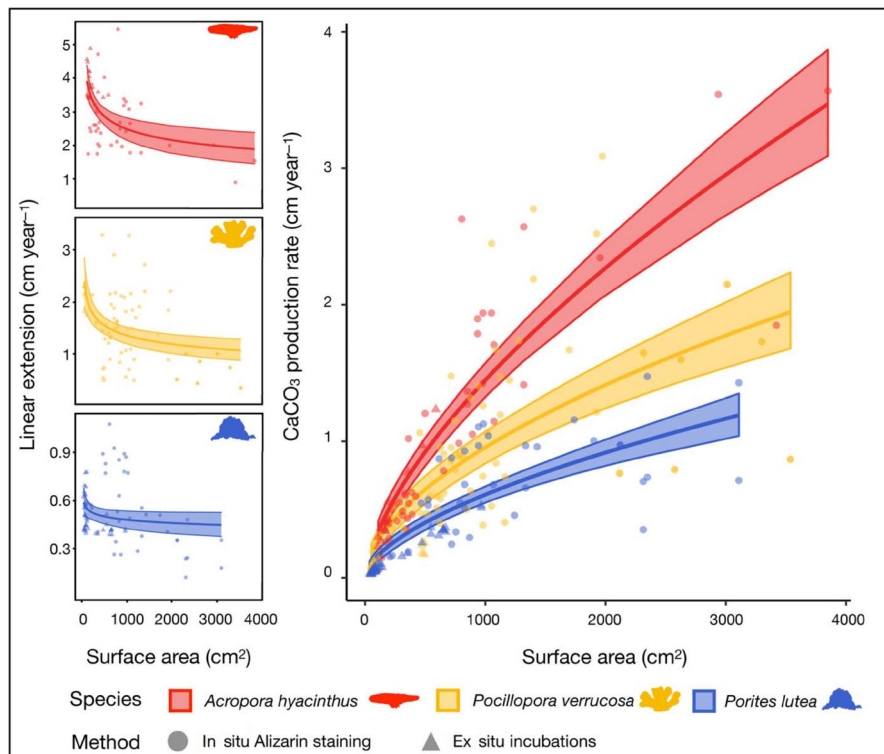 Linear extension (cm year⁻¹)
5
4
3
2
1
3
2
1
0.9
0.6
0.3
0 1000 2000 3000 4000
Surface area (cm²)
CaCO₃ production rate (cm year⁻¹)
4
3
2
1
0
0 1000 2000 3000 4000
Surface area (cm²)
Species Acropora hyacinthus Pocillopora verrucosa Porites lutea
Method In situ Alizarin staining Ex situ incubations